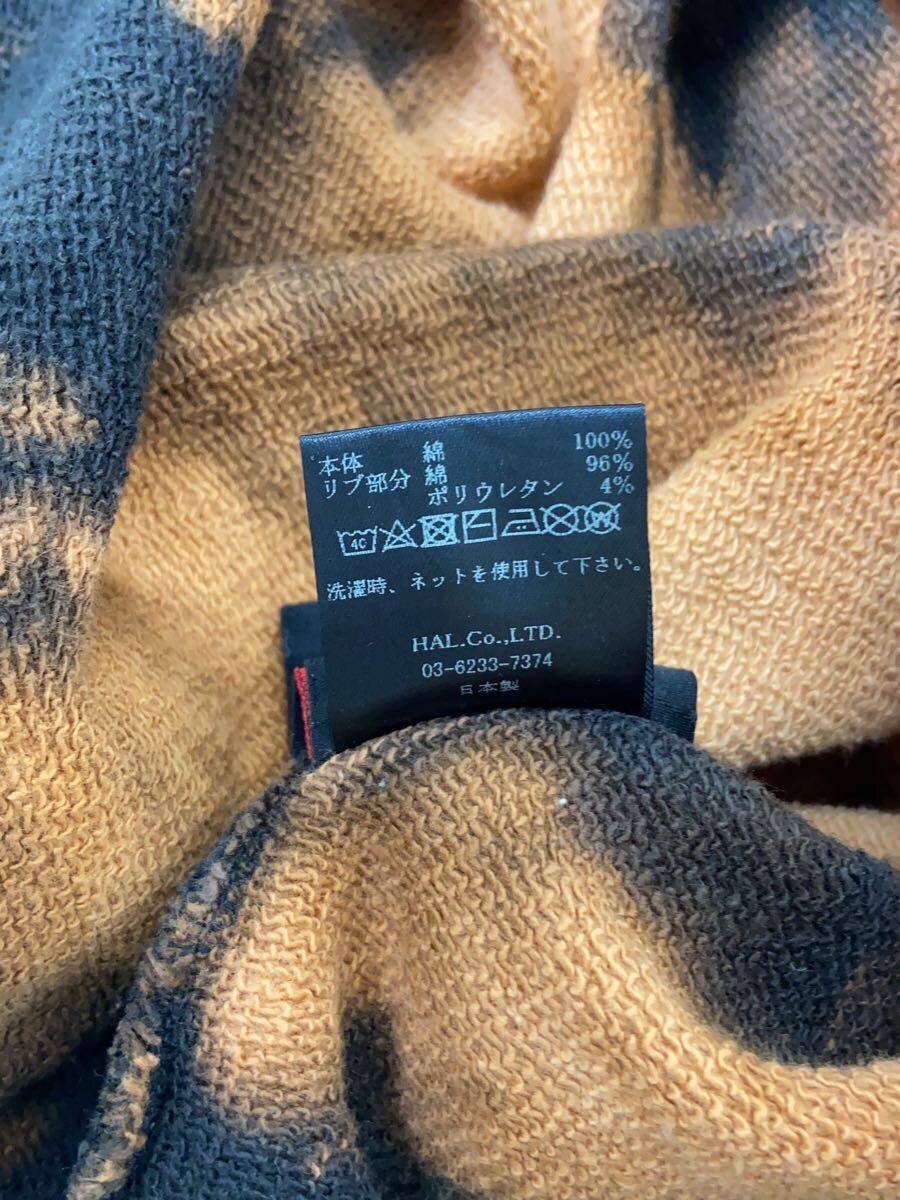 本体 綿 100%
リブ部分 綿 96%
ポリウレタン 4%
40
洗濯時、ネットを使用して下さい。
HAL.Co.,LTD.
03-6233-7374
日本製